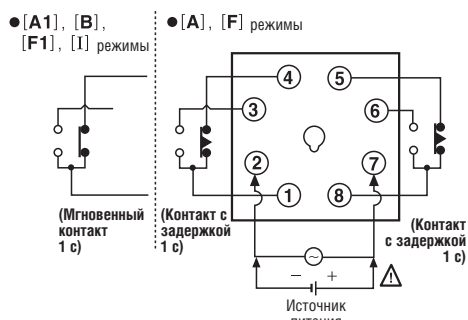 ●[A1], [B],
[F1], [I] режимы
●[A], [F] режимы
4
5
3
6
2
7
1
8
(Мгновенный
контакт
1 с)
(Контакт с
задержкой
1 с)
(Контакт
с задержкой
1 с)
~
− +
Источник
питания